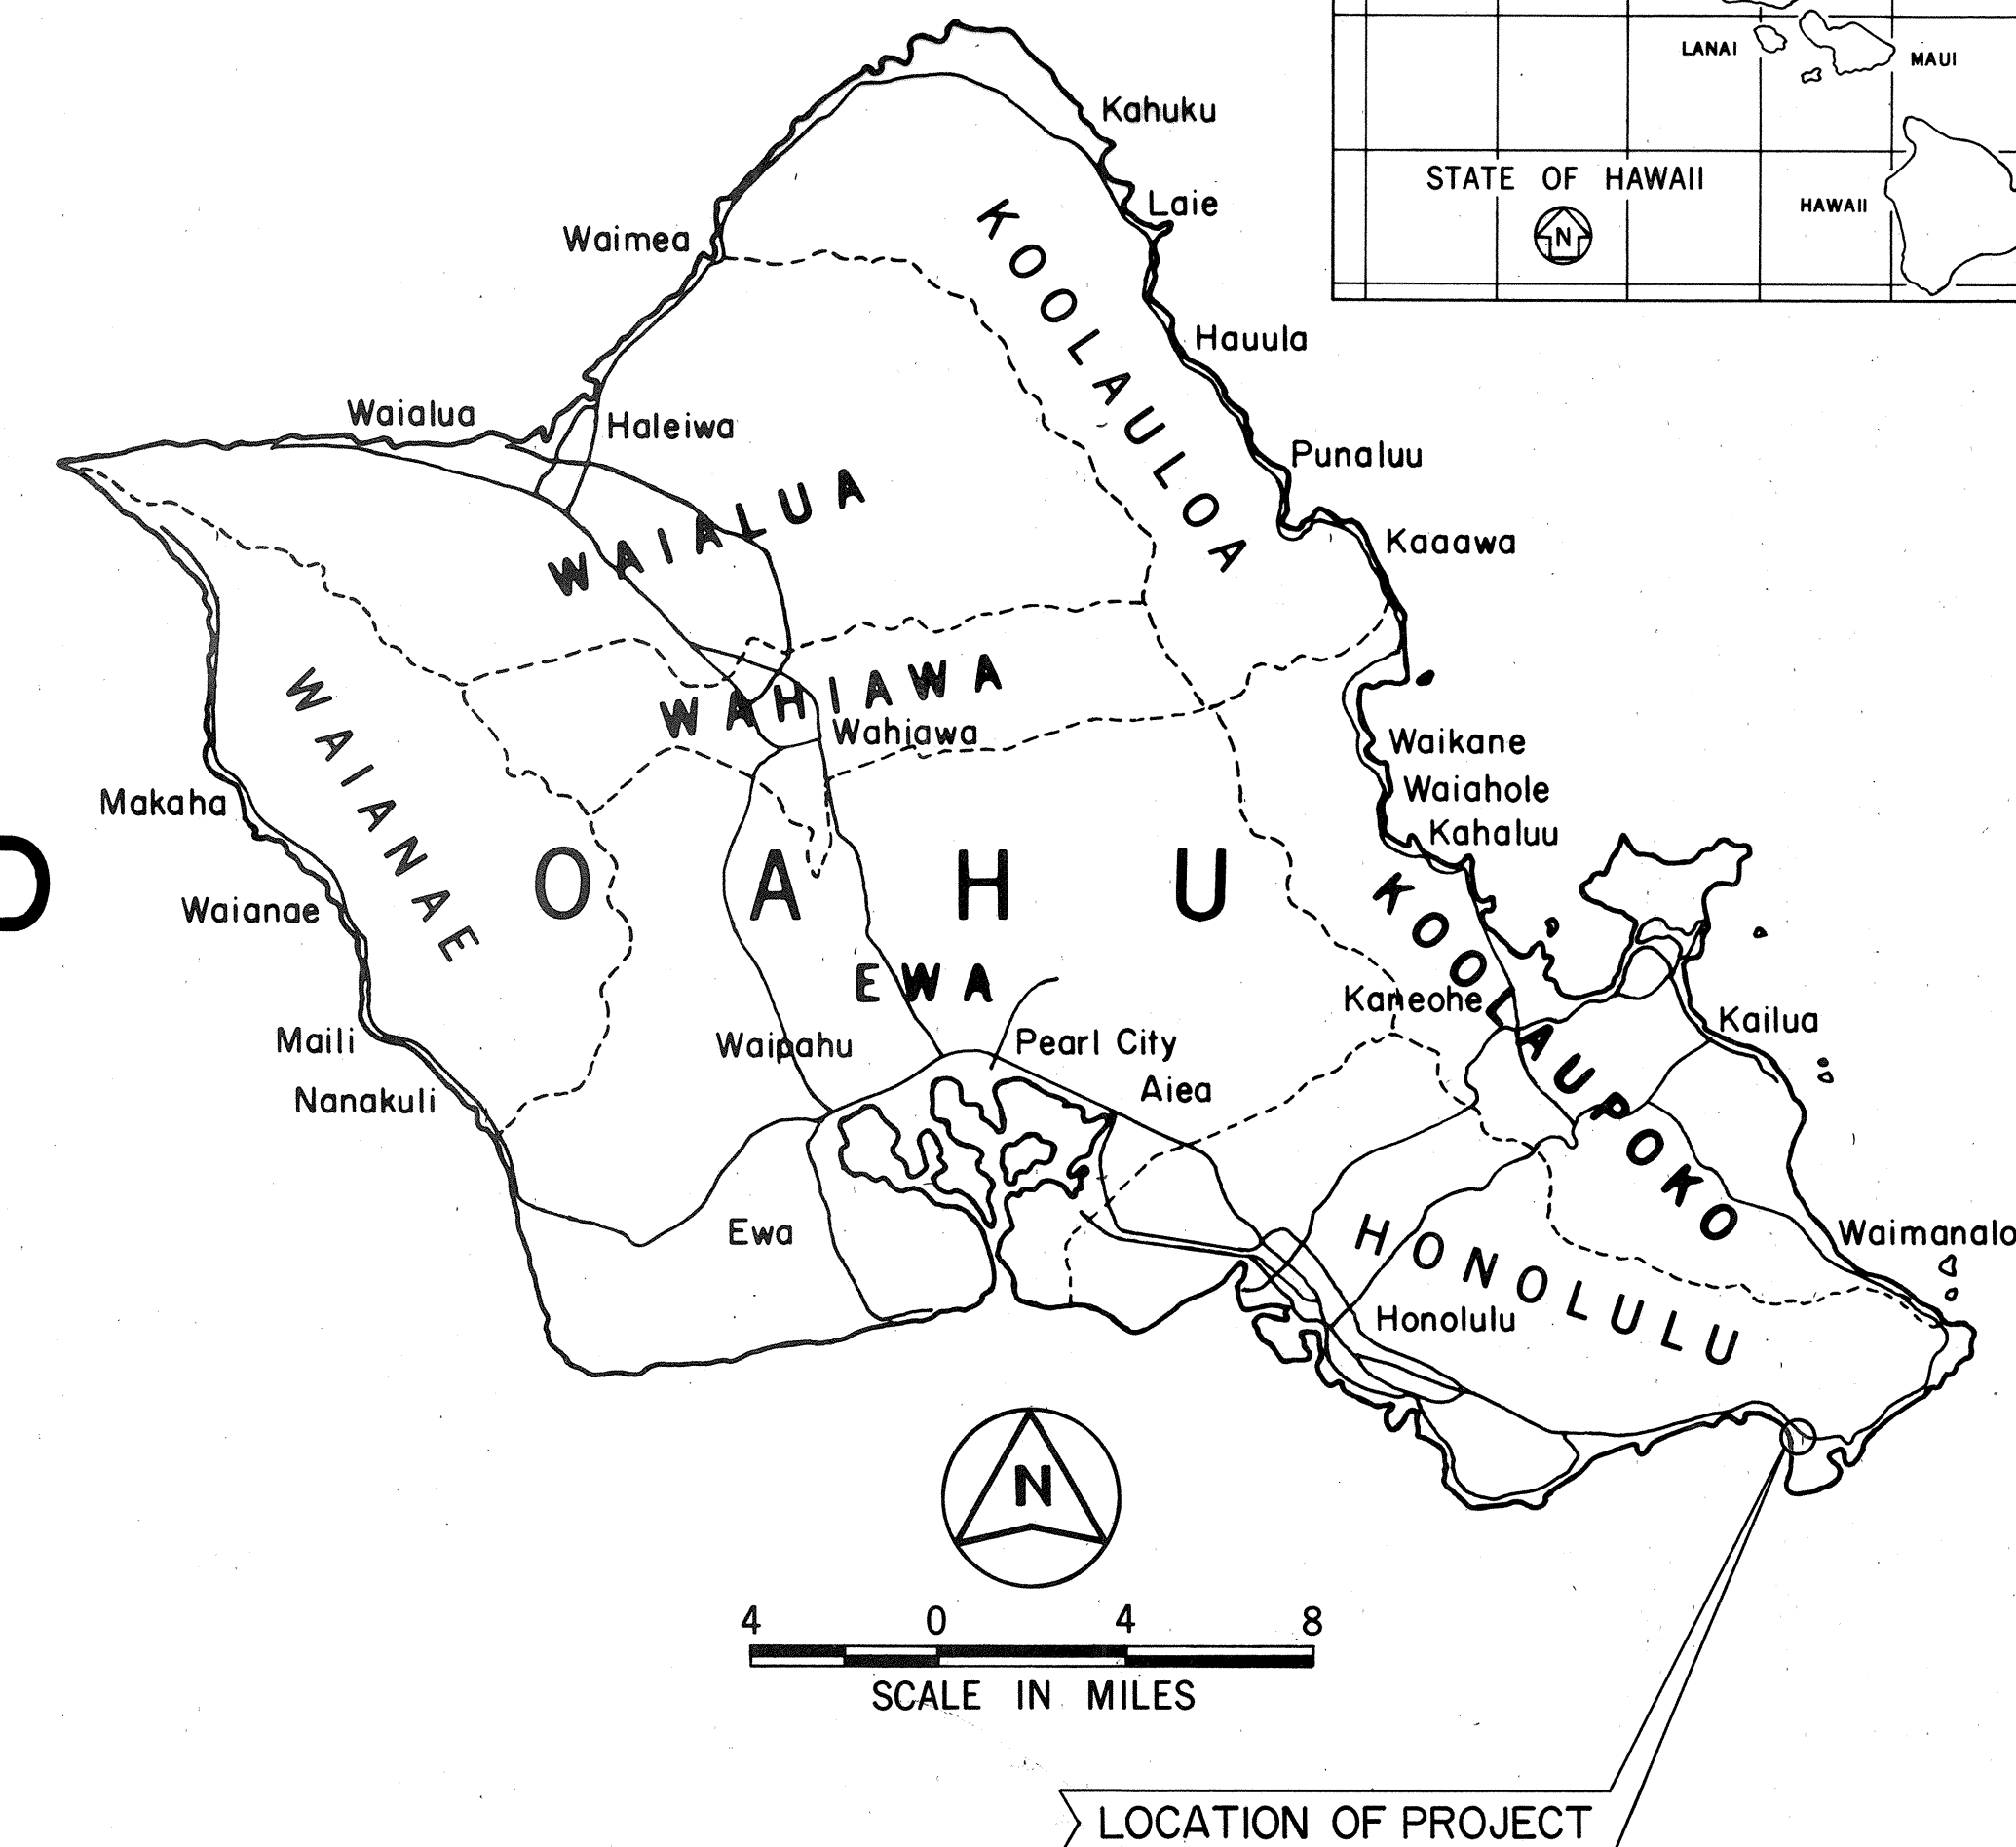 LANAI
MAUI
Kahuku
STATE OF HAWAII
Laie
HAWAII
N
Waimea
KOOLAULOA
Hauula
Waialua
Haleiwa
Punaluu
WAIALUA
Kaaawa
WAHIAWA
Wahiawa
WAIANAE
Waikane
Waiahole
Makaha
Kahaluu
OAHU
Waianae
KOOLAUPOKO
EWA
Kaneohe
Kailua
Maili
Waipahu
Pearl City
Aiea
Nanakuli
Ewa
Waimanalo
HONOLULU
Honolulu
N
4 0 4 8
SCALE IN MILES
LOCATION OF PROJECT